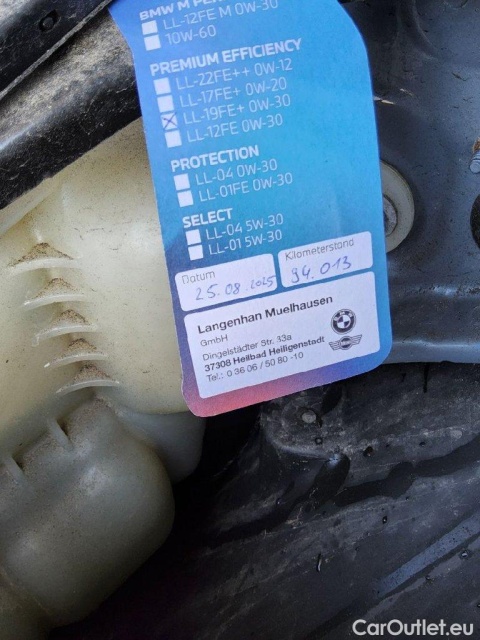 BMW M PER
LL-12FE M 0W-30
10W-60
PREMIUM EFFICIENCY
LL-22FE++ 0W-12
LL-17FE+ 0W-20
LL-19FE+ 0W-30
LL-12FE 0W-30
PROTECTION
LL-04 0W-30
LL-01FE 0W-30
SELECT
LL-04 5W-30
LL-01 5W-30
Datum
25.08.2025
Kilometerstand
94.013
Langenhan Muelhausen
GmbH
Dingelstädter Str. 33a
37308 Heilbad Heiligenstadt
Tel.: 0 36 06 / 50 80 -10
CarOutlet.eu